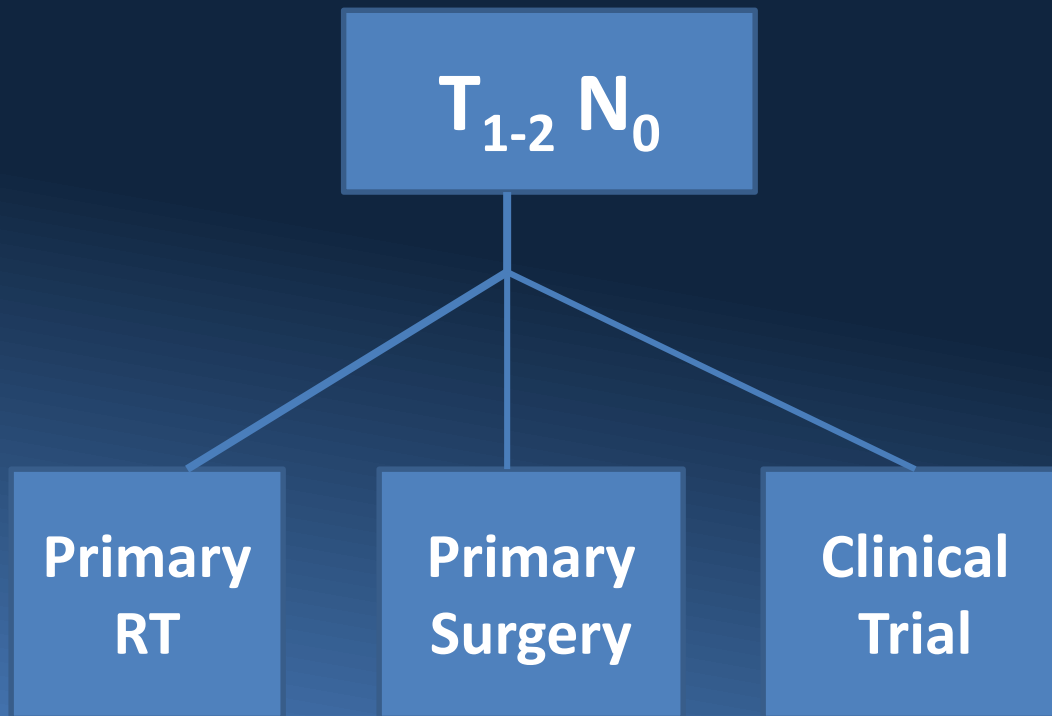 T₁₋₂ N₀
Primary
RT
Primary
Surgery
Clinical
Trial